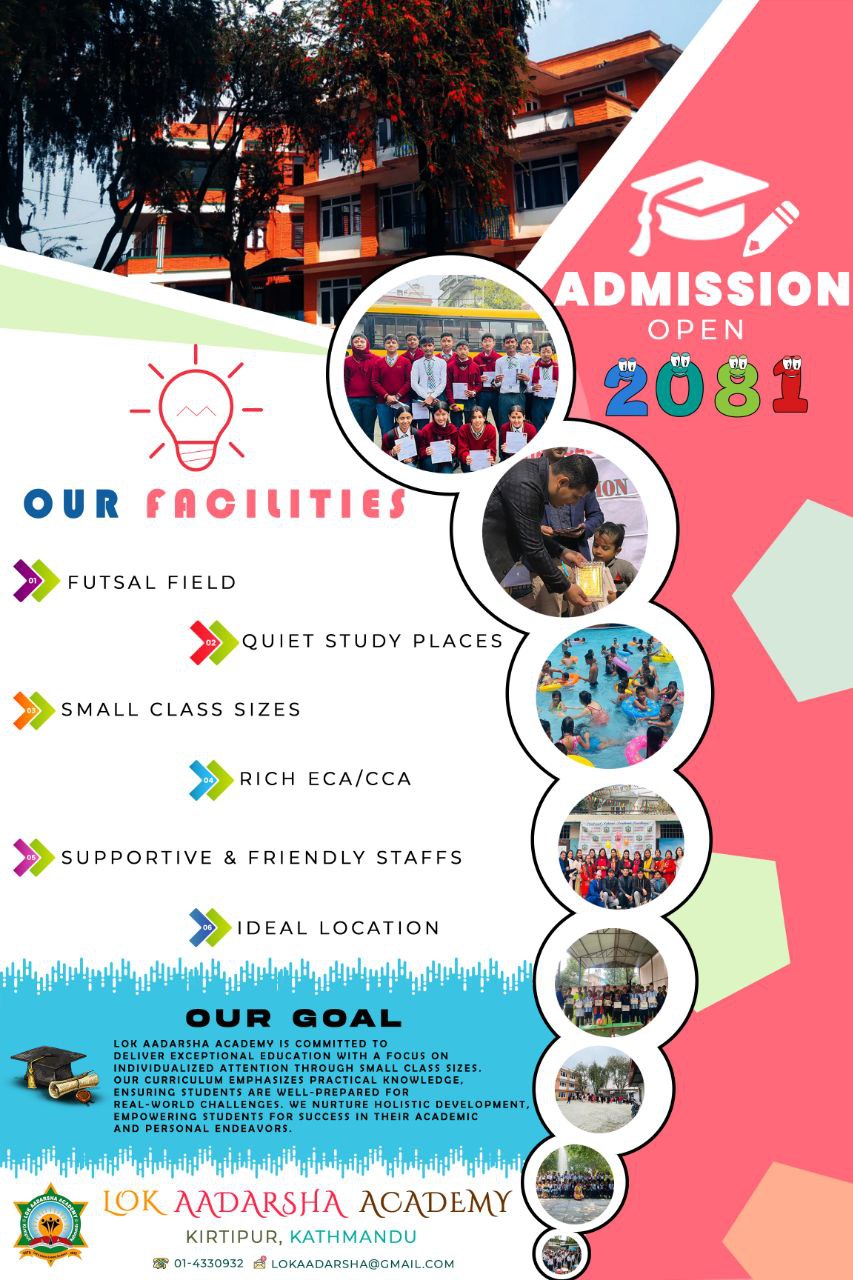 ADMISSION
OPEN
2081
OUR FACILITIES
01 FUTSAL FIELD
02 QUIET STUDY PLACES
03 SMALL CLASS SIZES
04 RICH ECA/CCA
05 SUPPORTIVE & FRIENDLY STAFFS
06 IDEAL LOCATION
OUR GOAL
LOK AADARSHA ACADEMY IS COMMITTED TO
DELIVER EXCEPTIONAL EDUCATION WITH A FOCUS ON
INDIVIDUALIZED ATTENTION THROUGH SMALL CLASS SIZES.
OUR CURRICULUM EMPHASIZES PRACTICAL KNOWLEDGE,
ENSURING STUDENTS ARE WELL-PREPARED FOR
REAL-WORLD CHALLENGES. WE NURTURE HOLISTIC DEVELOPMENT,
EMPOWERING STUDENTS FOR SUCCESS IN THEIR ACADEMIC
AND PERSONAL ENDEAVORS.
LOK AADARSHA ACADEMY
LOK AADARSHA ACADEMY
KIRTIPUR, KATHMANDU
01-4330932 LOKAADARSHA@GMAIL.COM